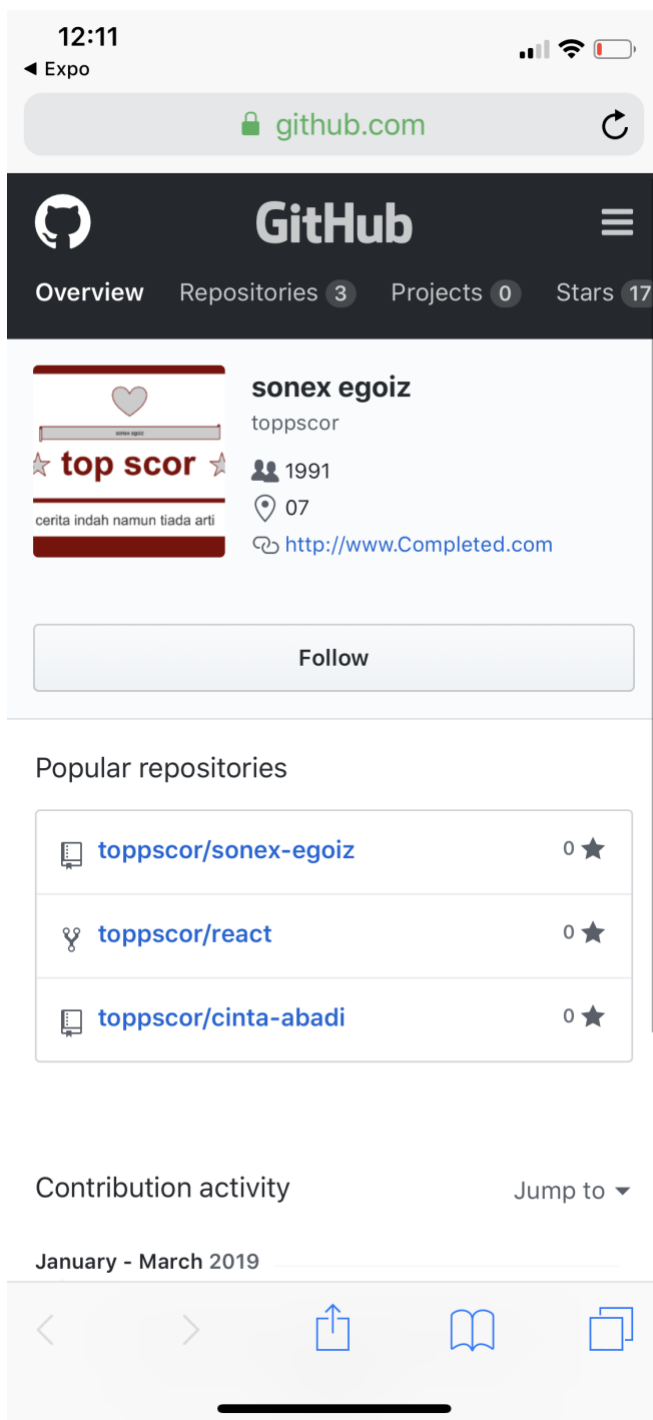 12:11
◀ Expo
github.com
GitHub
Overview Repositories 3 Projects 0 Stars 17
sonex egoiz
top scor
cerita indah namun tiada arti
sonex egoiz
toppscor
1991
07
http://www.Completed.com
Follow
Popular repositories
toppscor/sonex-egoiz 0
toppscor/react 0
toppscor/cinta-abadi 0
Contribution activity Jump to
January - March 2019